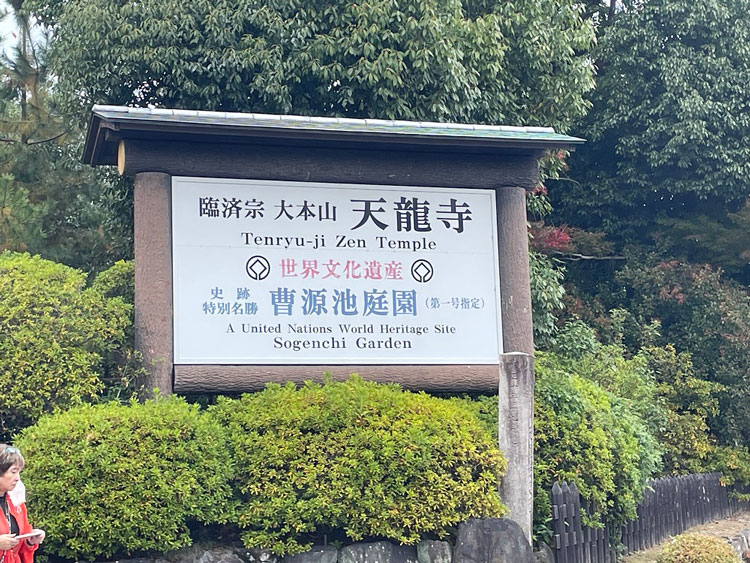 臨済宗 大本山 天龍寺
Tenryu-ji Zen Temple
世界文化遺産
史跡
特別名勝 曹源池庭園 (第一号指定)
A United Nations World Heritage Site
Sogenchi Garden